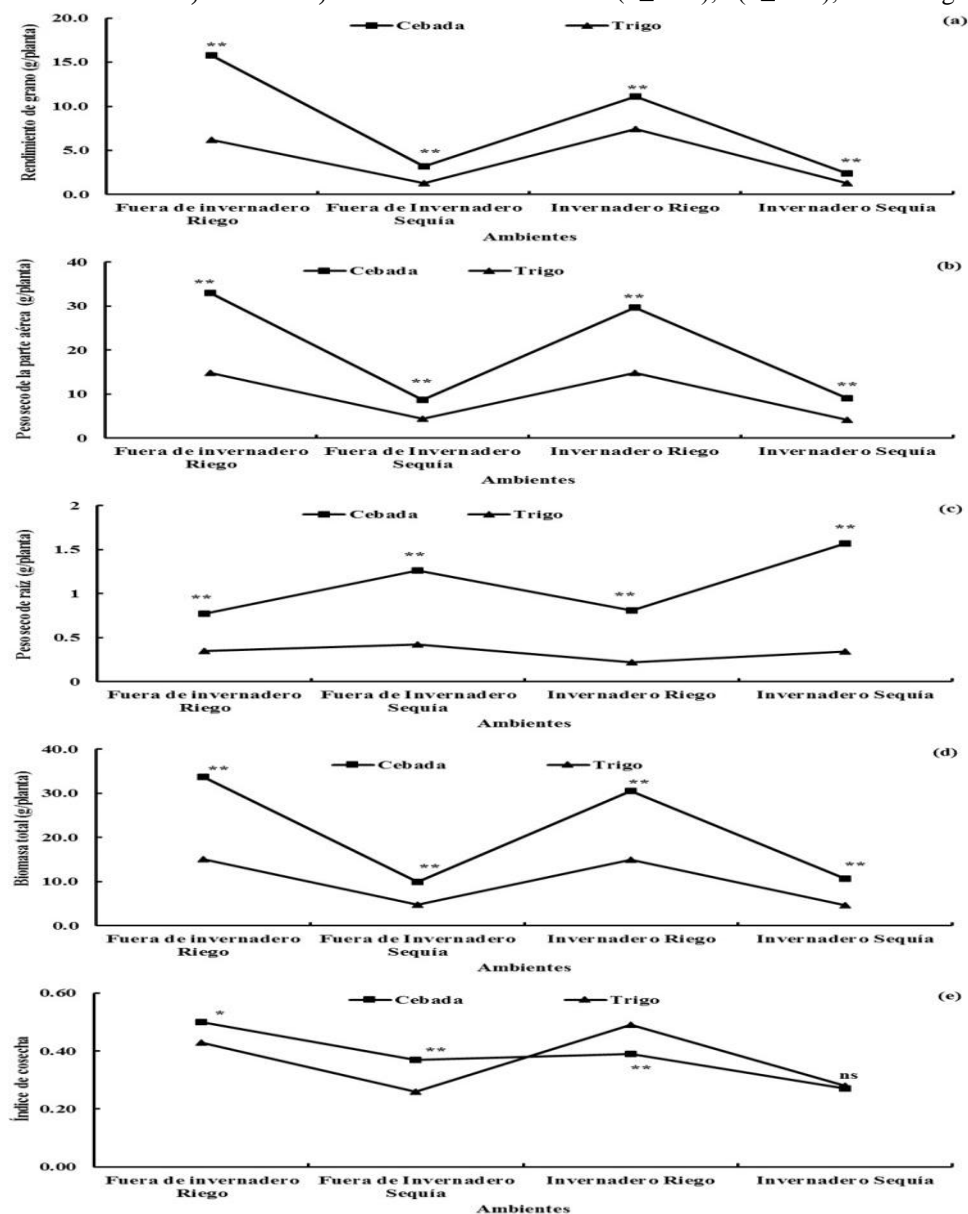 (a)
Cebada Trigo
Rendimiento de grano (g/planta)
20.0
15.0
10.0
5.0
0.0
** ** ** **
Fuera de invernadero Riego
Fuera de Invernadero Sequía
Invernadero Riego
Invernadero Sequía
Ambientes
(b)
Cebada Trigo
Peso seco de la parte aérea (g/planta)
40
30
20
10
0
** ** ** **
Fuera de invernadero Riego
Fuera de Invernadero Sequía
Invernadero Riego
Invernadero Sequía
Ambientes
(c)
Cebada Trigo
Peso seco de raíz (g/planta)
2
1.5
1
0.5
0
** ** ** **
Fuera de invernadero Riego
Fuera de Invernadero Sequía
Invernadero Riego
Invernadero Sequía
Ambientes
(d)
Cebada Trigo
Biomasa total (g/planta)
40.0
30.0
20.0
10.0
0.0
** ** ** **
Fuera de invernadero Riego
Fuera de Invernadero Sequía
Invernadero Riego
Invernadero Sequía
Ambientes
(e)
Cebada Trigo
Índice de cosecha
0.60
0.40
0.20
0.00
* ** ** ns
Fuera de invernadero Riego
Fuera de Invernadero Sequía
Invernadero Riego
Invernadero Sequía
Ambientes